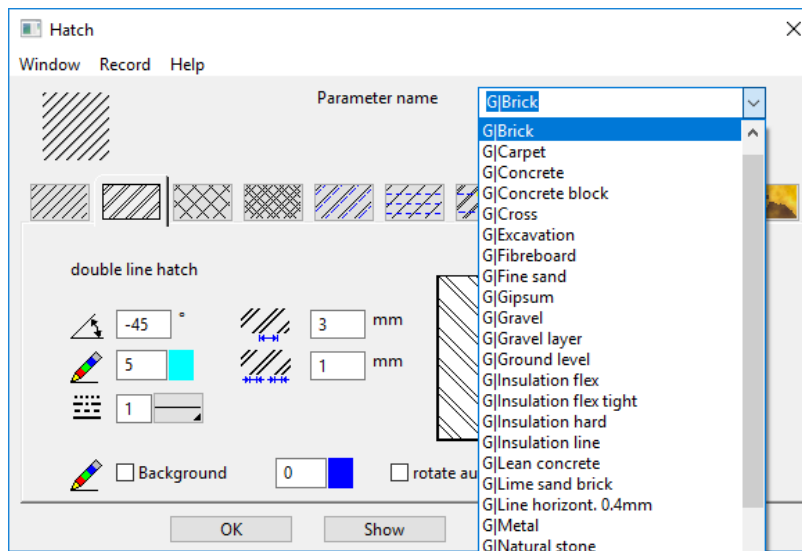 Hatch
Window Record Help
Parameter name G|Brick
G|Brick
G|Carpet
G|Concrete
G|Concrete block
G|Cross
G|Excavation
G|Fibreboard
G|Fine sand
G|Gipsum
G|Gravel
G|Gravel layer
G|Ground level
G|Insulation flex
G|Insulation flex tight
G|Insulation hard
G|Insulation line
G|Lean concrete
G|Lime sand brick
G|Line horizont. 0.4mm
G|Metal
G|Natural stone
double line hatch
-45 ° 3 mm
5 1 mm
1
Background 0 rotate au
OK Show